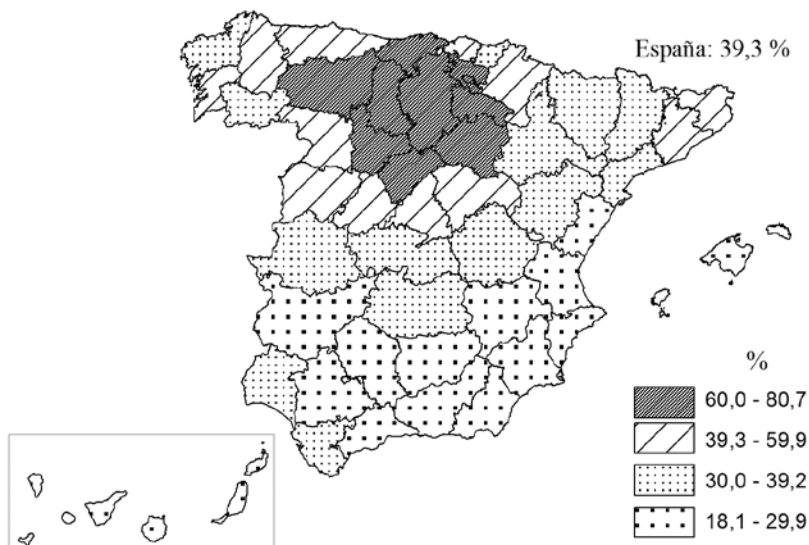 España: 39,3 %
%
60,0 - 80,7
39,3 - 59,9
30,0 - 39,2
18,1 - 29,9